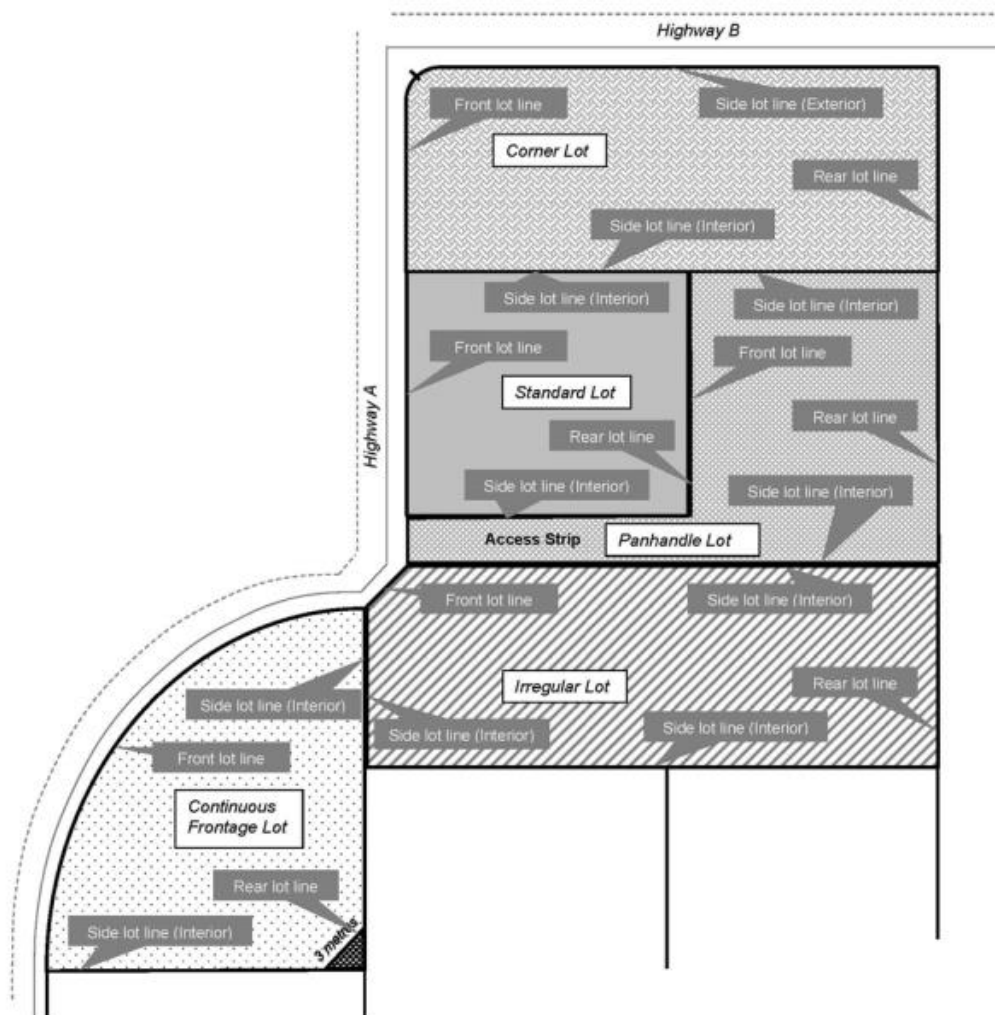 Highway B
Front lot line
Side lot line (Exterior)
Corner Lot
Rear lot line
Side lot line (Interior)
Side lot line (Interior)
Side lot line (Interior)
Front lot line
Front lot line
Highway A
Standard Lot
Rear lot line
Rear lot line
Side lot line (Interior)
Side lot line (Interior)
Access Strip
Panhandle Lot
Front lot line
Side lot line (Interior)
Irregular Lot
Rear lot line
Side lot line (Interior)
Side lot line (Interior)
Side lot line (Interior)
Front lot line
Continuous
Frontage Lot
Rear lot line
3 metres
Side lot line (Interior)